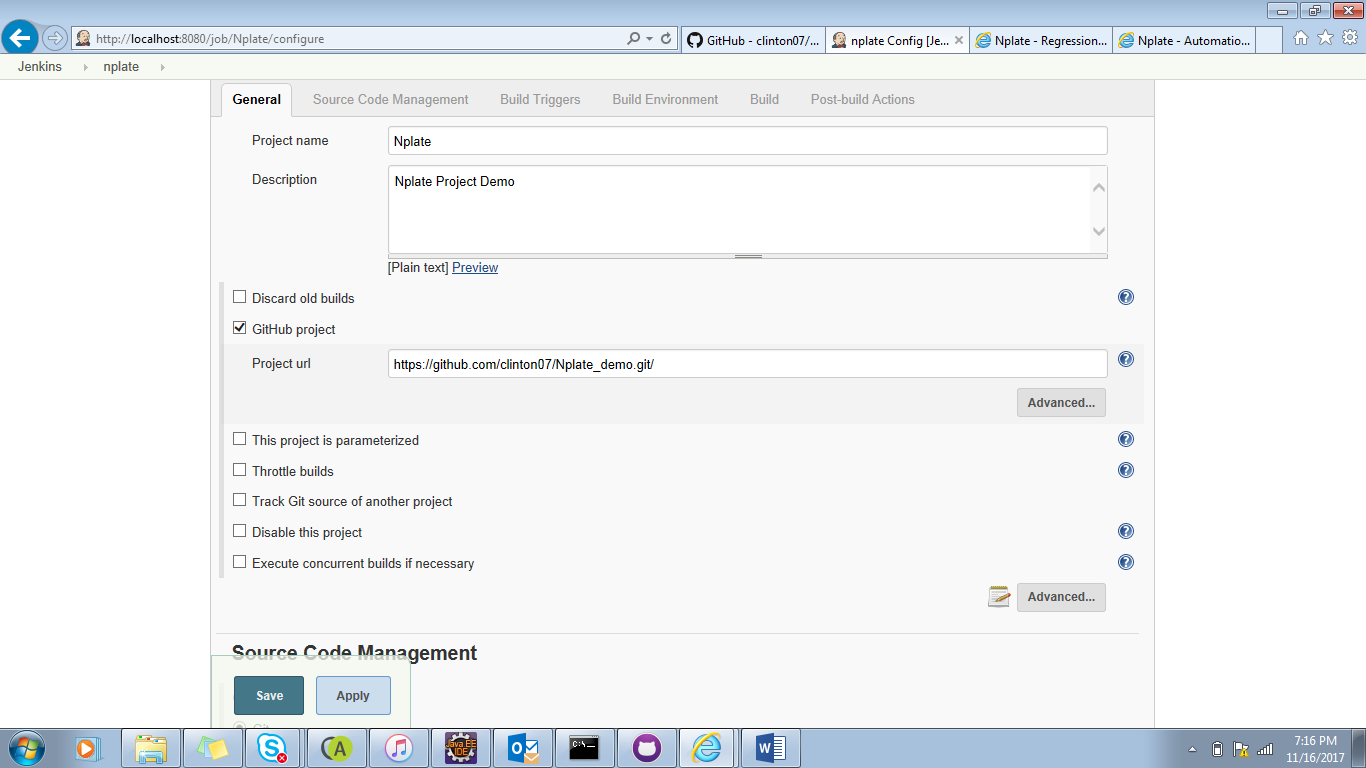 http://localhost:8080/job/Nplate/configure
GitHub - clinton07/...
nplate Config [Je...
Nplate - Regression...
Nplate - Automatio...
Jenkins
nplate
General
Source Code Management
Build Triggers
Build Environment
Build
Post-build Actions
Project name
Nplate
Description
Nplate Project Demo
[Plain text] Preview
Discard old builds
GitHub project
Project url
https://github.com/clinton07/Nplate_demo.git/
Advanced...
This project is parameterized
Throttle builds
Track Git source of another project
Disable this project
Execute concurrent builds if necessary
Advanced...
Source Code Management
Save
Apply
Git
Java EE
IDE
C:\_
7:16 PM
11/16/2017